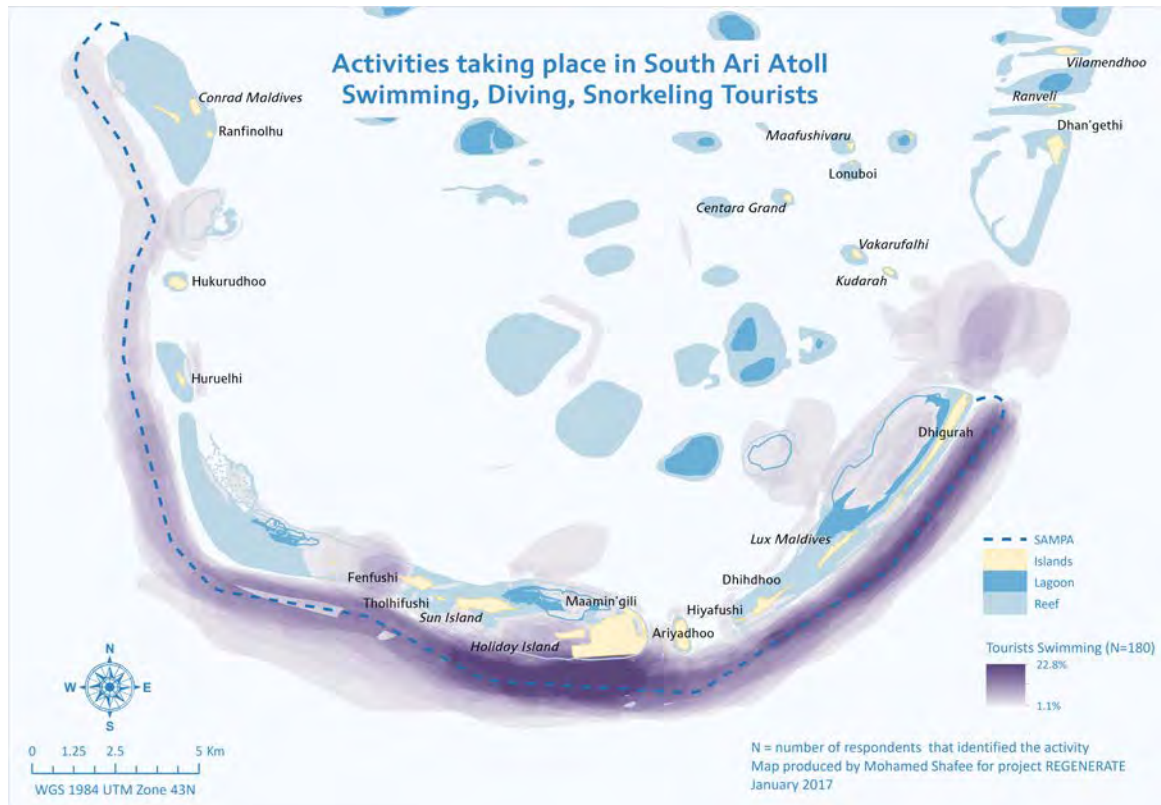 Activities taking place in South Ari Atoll
Swimming, Diving, Snorkeling Tourists
Vilamendhoo
Conrad Maldives
Ranveli
Ranfinolhu
Dhan'gethi
Maafushivaru
Lonuboi
Centara Grand
Vakarufalhi
Kudarah
Hukurudhoo
Huruelhi
Dhigurah
Lux Maldives
Fenfushi
Dhihdhoo
Tholhifushi
Maamin'gili
Hiyafushi
Sun Island
Ariyadhoo
Holiday Island
SAMPA
Islands
Lagoon
Reef
Tourists Swimming (N=180)
22.8%
1.1%
N
W E
S
0 1.25 2.5 5 Km
WGS 1984 UTM Zone 43N
N = number of respondents that identified the activity
Map produced by Mohamed Shafee for project REGENERATE
January 2017